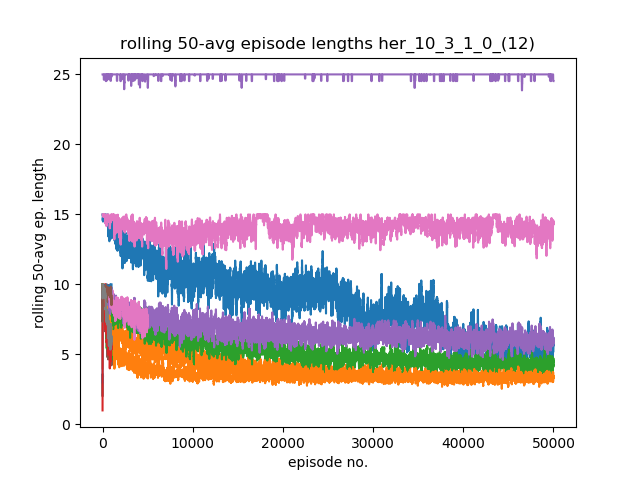 rolling 50-avg episode lengths her_10_3_1_0_(12)
rolling 50-avg ep. length
25
20
15
10
5
0
0 10000 20000 30000 40000 50000
episode no.